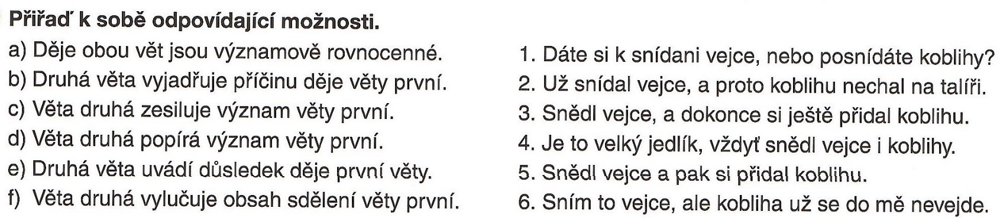 Přiřaď k sobě odpovídající možnosti.
a) Děje obou vět jsou významově rovnocenné.
b) Druhá věta vyjadřuje příčinu děje věty první.
c) Věta druhá zesiluje význam věty první.
d) Věta druhá popírá význam věty první.
e) Druhá věta uvádí důsledek děje první věty.
f) Věta druhá vylučuje obsah sdělení věty první.
1. Dáte si k snídani vejce, nebo posnídáte koblihy?
2. Už snídal vejce, a proto koblihu nechal na talíři.
3. Snědl vejce, a dokonce si ještě přidal koblihu.
4. Je to velký jedlík, vždyť snědl vejce i koblihy.
5. Snědl vejce a pak si přidal koblihu.
6. Sním to vejce, ale kobliha už se do mě nevejde.